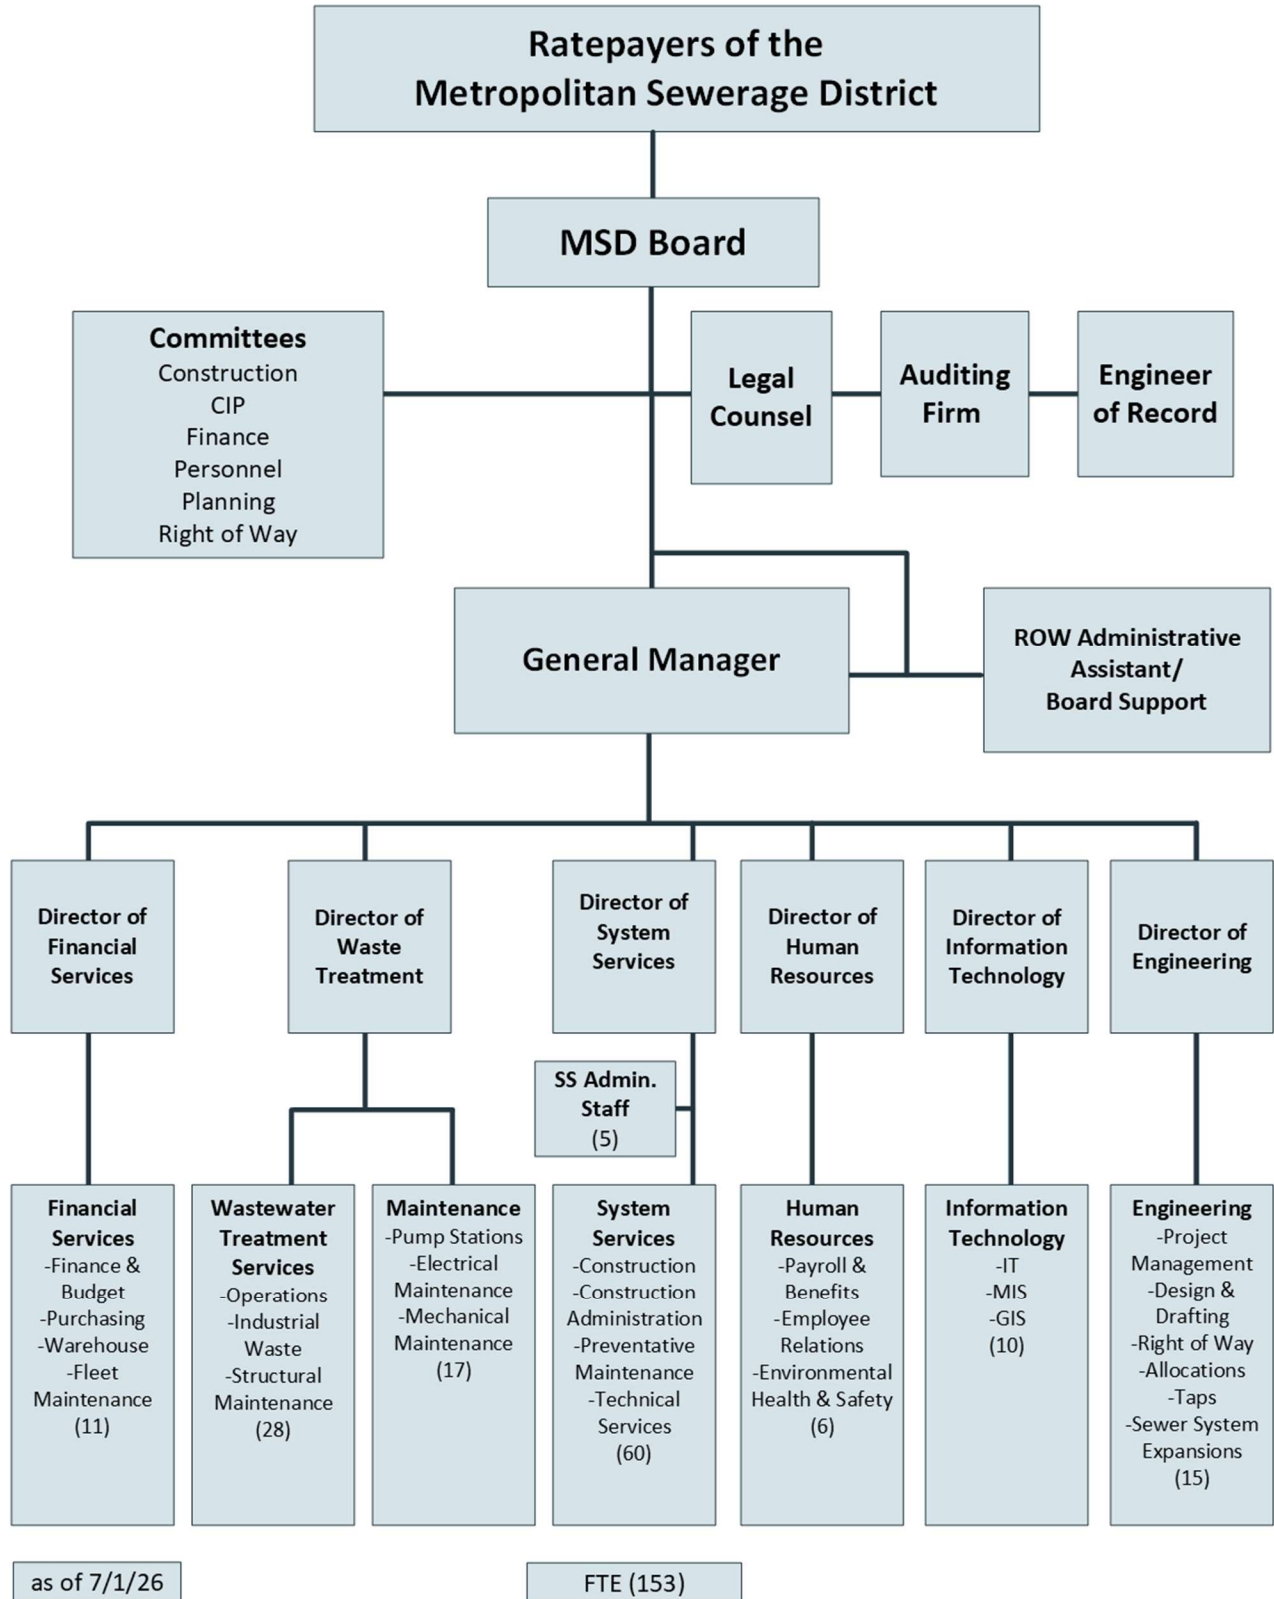 Ratepayers of the
Metropolitan Sewerage District
MSD Board
Committees
Construction
CIP
Finance
Personnel
Planning
Right of Way
Legal
Counsel
Auditing
Firm
Engineer
of Record
General Manager
ROW Administrative
Assistant/
Board Support
Director of
Financial
Services
Director of
Waste
Treatment
Director of
System
Services
Director of
Human
Resources
Director of
Information
Technology
Director of
Engineering
SS Admin.
Staff
(5)
Financial
Services
-Finance &
Budget
-Purchasing
-Warehouse
-Fleet
Maintenance
(11)
Wastewater
Treatment
Services
-Operations
-Industrial
Waste
-Structural
Maintenance
(28)
Maintenance
-Pump Stations
-Electrical
Maintenance
-Mechanical
Maintenance
(17)
System
Services
-Construction
-Construction
Administration
-Preventative
Maintenance
-Technical
Services
(60)
Human
Resources
-Payroll &
Benefits
-Employee
Relations
-Environmental
Health & Safety
(6)
Information
Technology
-IT
-MIS
-GIS
(10)
Engineering
-Project
Management
-Design &
Drafting
-Right of Way
-Allocations
-Taps
-Sewer System
Expansions
(15)
as of 7/1/26
FTE (153)